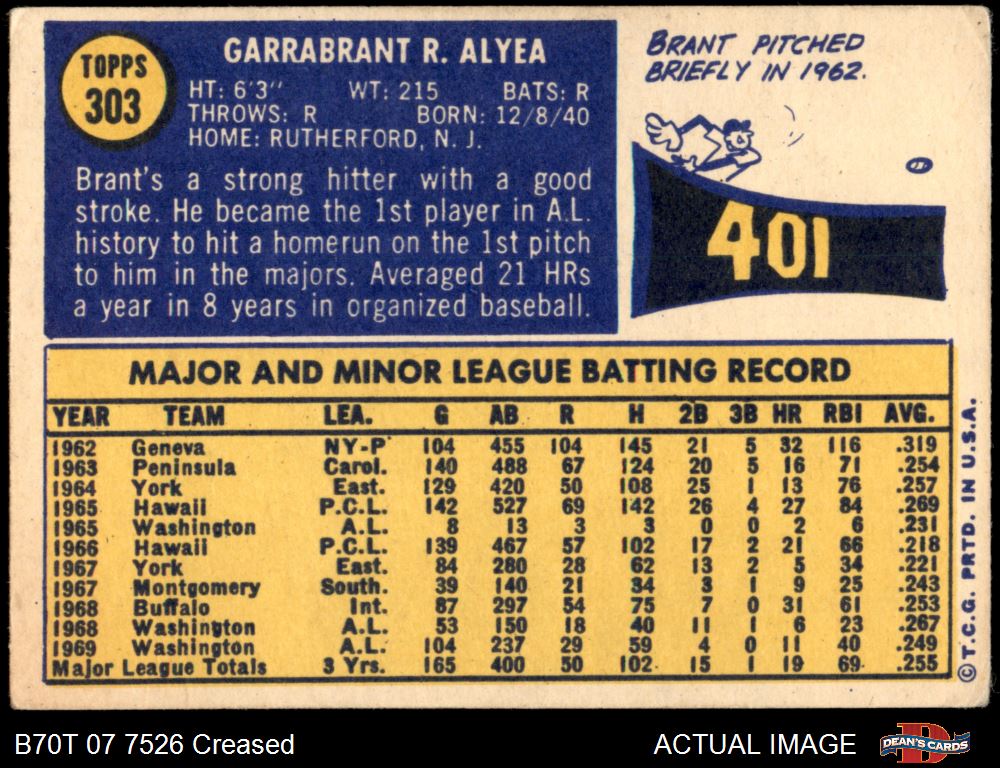 TOPPS
303
GARRABRANT R. ALYEA
HT: 6'3" WT: 215 BATS: R
THROWS: R BORN: 12/8/40
HOME: RUTHERFORD, N. J.
Brant's a strong hitter with a good
stroke. He became the 1st player in A.L.
history to hit a homerun on the 1st pitch
to him in the majors. Averaged 21 HRs
a year in 8 years in organized baseball.
BRANT PITCHED
BRIEFLY IN 1962.
401
MAJOR AND MINOR LEAGUE BATTING RECORD
YEAR TEAM LEA. G AB R H 2B 3B HR RBI AVG.
1962 Geneva NY-P 104 455 104 145 21 5 32 116 .319
1963 Peninsula Carol. 140 488 67 124 20 5 16 71 .254
1964 York East. 129 420 50 108 25 1 13 76 .257
1965 Hawaii P.C.L. 142 527 69 142 26 4 27 84 .269
1965 Washington A.L. 8 13 3 3 0 0 2 6 .231
1966 Hawaii P.C.L. 139 467 57 102 17 2 21 66 .218
1967 York East. 84 280 28 62 13 2 5 34 .221
1967 Montgomery South. 39 140 21 34 3 1 9 25 .243
1968 Buffalo Int. 87 297 54 75 7 0 31 61 .253
1968 Washington A.L. 53 150 18 40 11 1 6 23 .267
1969 Washington A.L. 104 237 29 59 4 0 11 40 .249
Major League Totals 3 Yrs. 165 400 50 102 15 1 19 69 .255
©T.C.G. PRTD. IN U.S.A.
B70T 07 7526 Creased
ACTUAL IMAGE
DEAN'S CARDS